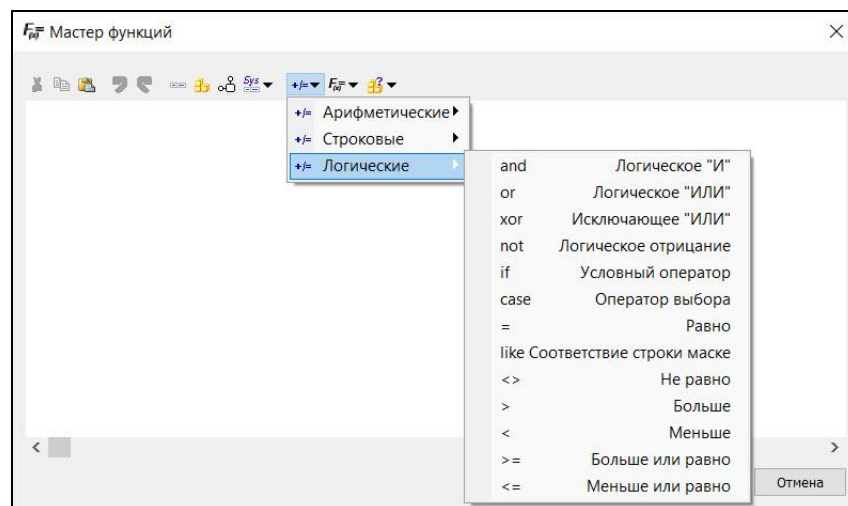 Мастер функций
Sys
+/= F(x)=
+/= Арифметические
+/= Строковые
+/= Логические
and Логическое "И"
or Логическое "ИЛИ"
xor Исключающее "ИЛИ"
not Логическое отрицание
if Условный оператор
case Оператор выбора
= Равно
like Соответствие строки маске
<> Не равно
> Больше
< Меньше
>= Больше или равно
<= Меньше или равно
Отмена